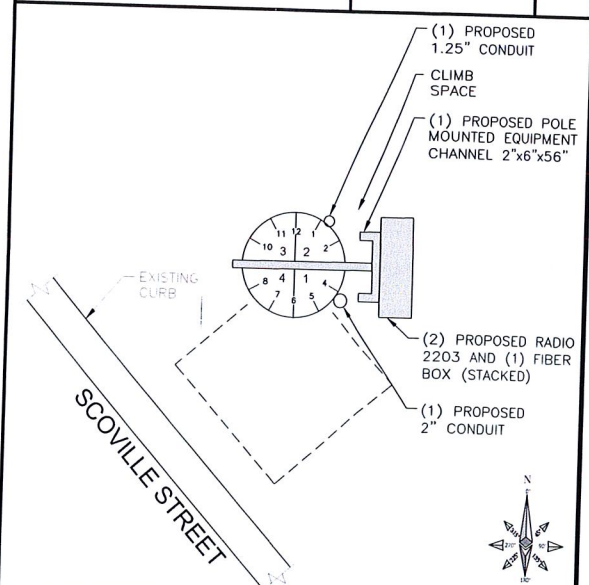 (1) PROPOSED
1.25" CONDUIT
CLIMB
SPACE
(1) PROPOSED POLE
MOUNTED EQUIPMENT
CHANNEL 2"x6"x56"
11 12 1
10 2
3 2
4 1
8 4
7 6 5
EXISTING
CURB
(2) PROPOSED RADIO
2203 AND (1) FIBER
BOX (STACKED)
(1) PROPOSED
2" CONDUIT
SCOVILLE STREET
N